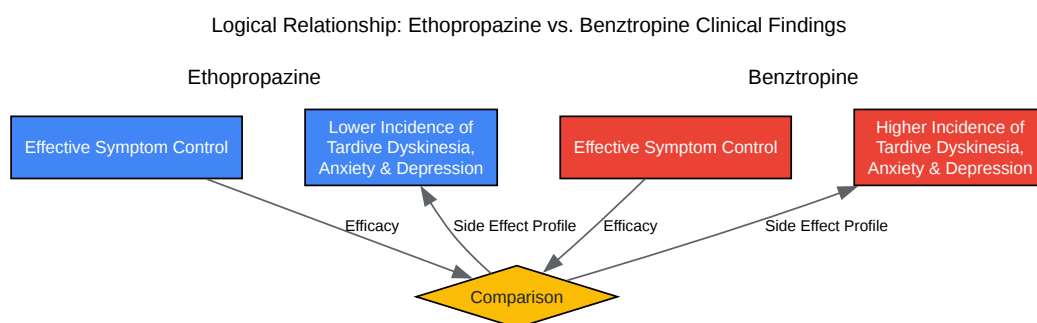 Logical Relationship: Ethopropazine vs. Benztropine Clinical Findings
Ethopropazine
Benztropine
Effective Symptom Control
Lower Incidence of
Tardive Dyskinesia,
Anxiety & Depression
Effective Symptom Control
Higher Incidence of
Tardive Dyskinesia,
Anxiety & Depression
Efficacy
Side Effect Profile
Efficacy
Side Effect Profile
Comparison